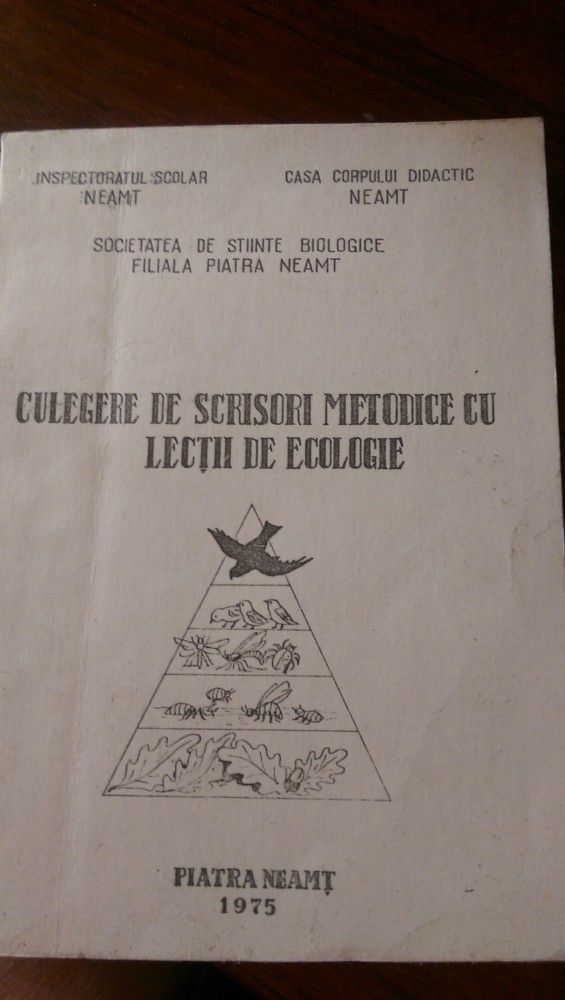 INSPECTORATUL SCOLAR
NEAMT
CASA CORPULUI DIDACTIC
NEAMT
SOCIETATEA DE STIINTE BIOLOGICE
FILIALA PIATRA NEAMT
CULEGERE DE SCRISORI METODICE CU
LECȚII DE ECOLOGIE
PIATRA NEAMȚ
1975